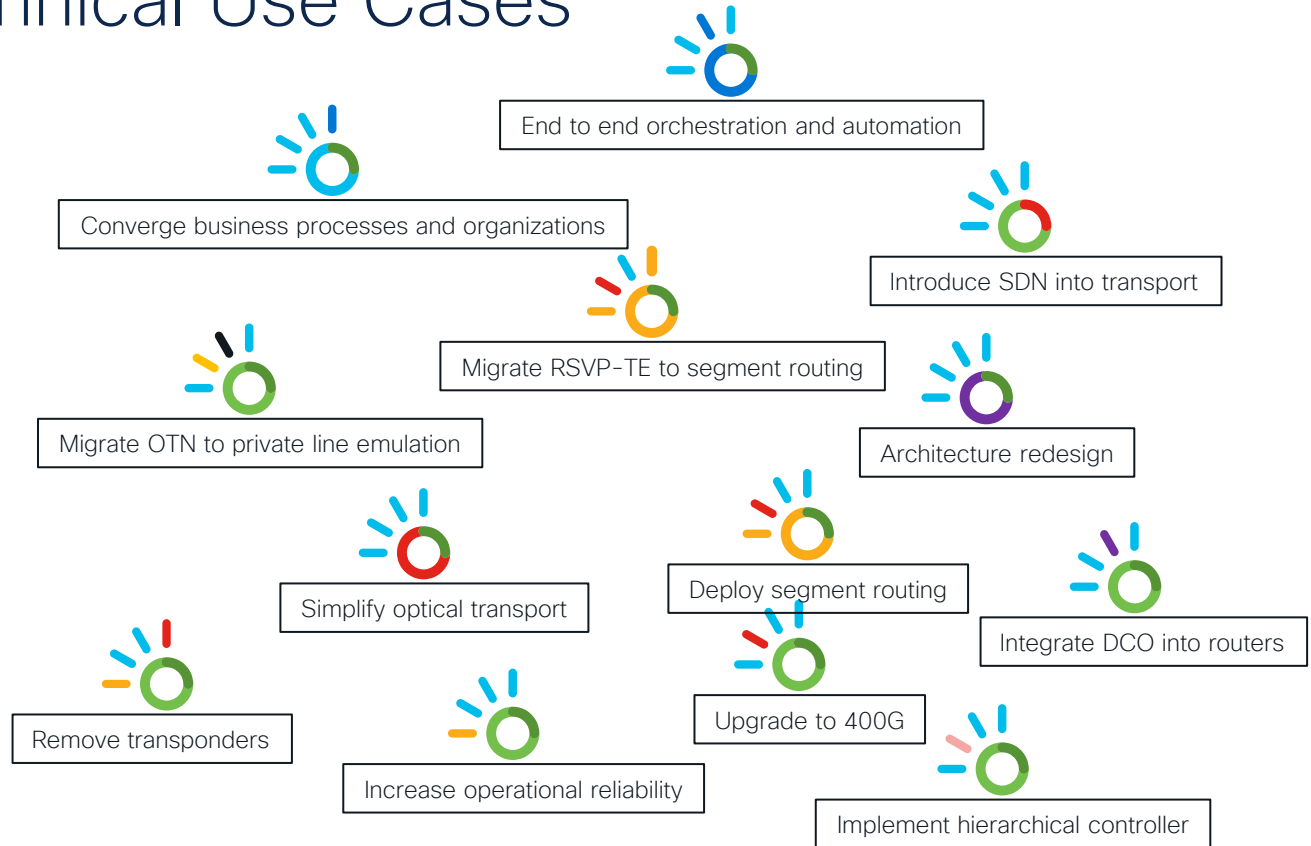 Use Cases
End to end orchestration and automation
Converge business processes and organizations
Introduce SDN into transport
Migrate RSVP-TE to segment routing
Migrate OTN to private line emulation
Architecture redesign
Simplify optical transport
Deploy segment routing
Integrate DCO into routers
Remove transponders
Upgrade to 400G
Increase operational reliability
Implement hierarchical controller